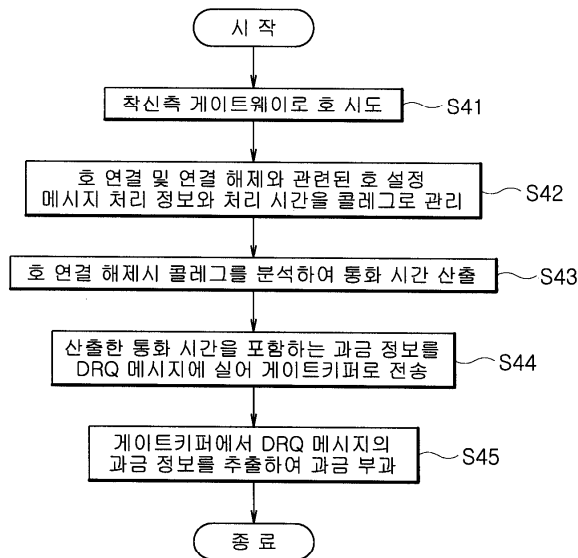 시 작
착신측 게이트웨이로 호 시도
S41
호 연결 및 연결 해제와 관련된 호 설정
메시지 처리 정보와 처리 시간을 콜레그로 관리
S42
호 연결 해제시 콜레그를 분석하여 통화 시간 산출
S43
산출한 통화 시간을 포함하는 과금 정보를
DRQ 메시지에 실어 게이트키퍼로 전송
S44
게이트키퍼에서 DRQ 메시지의
과금 정보를 추출하여 과금 부과
S45
종 료